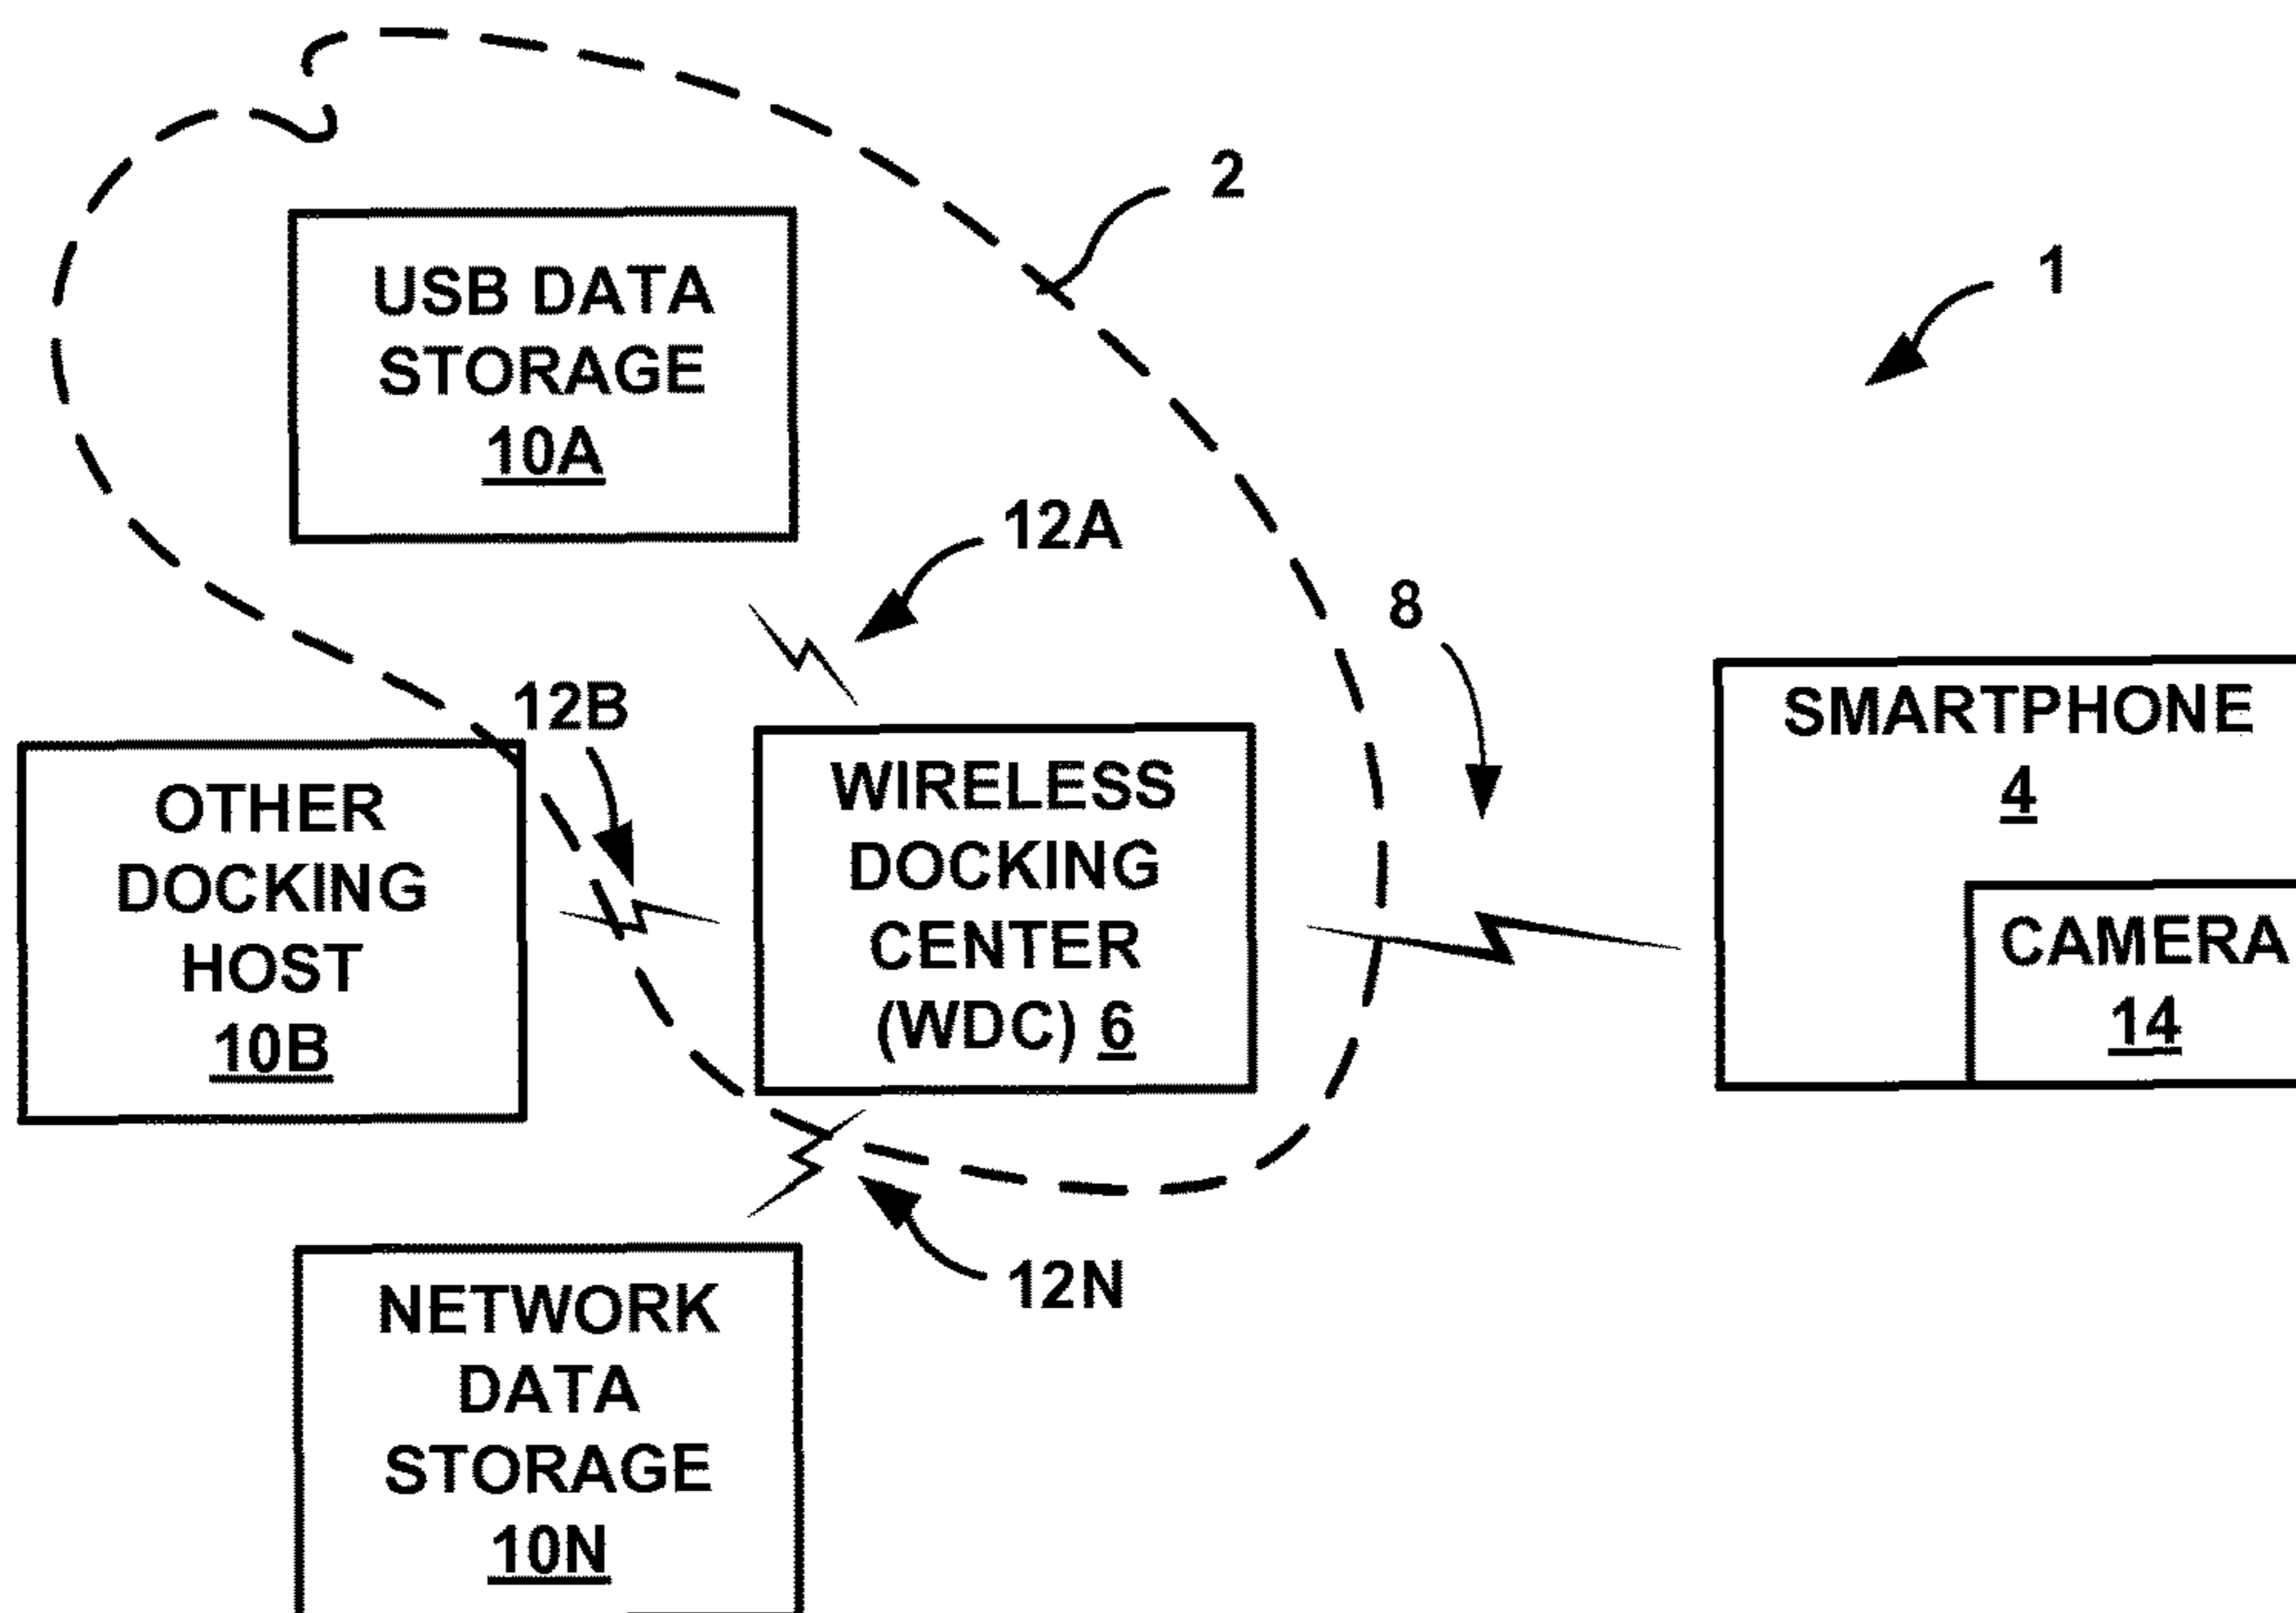 2
1
USB DATA
STORAGE
10A
12A
8
12B
SMARTPHONE
4
CAMERA
14
WIRELESS
DOCKING
CENTER
(WDC) 6
OTHER
DOCKING
HOST
10B
12N
NETWORK
DATA
STORAGE
10N